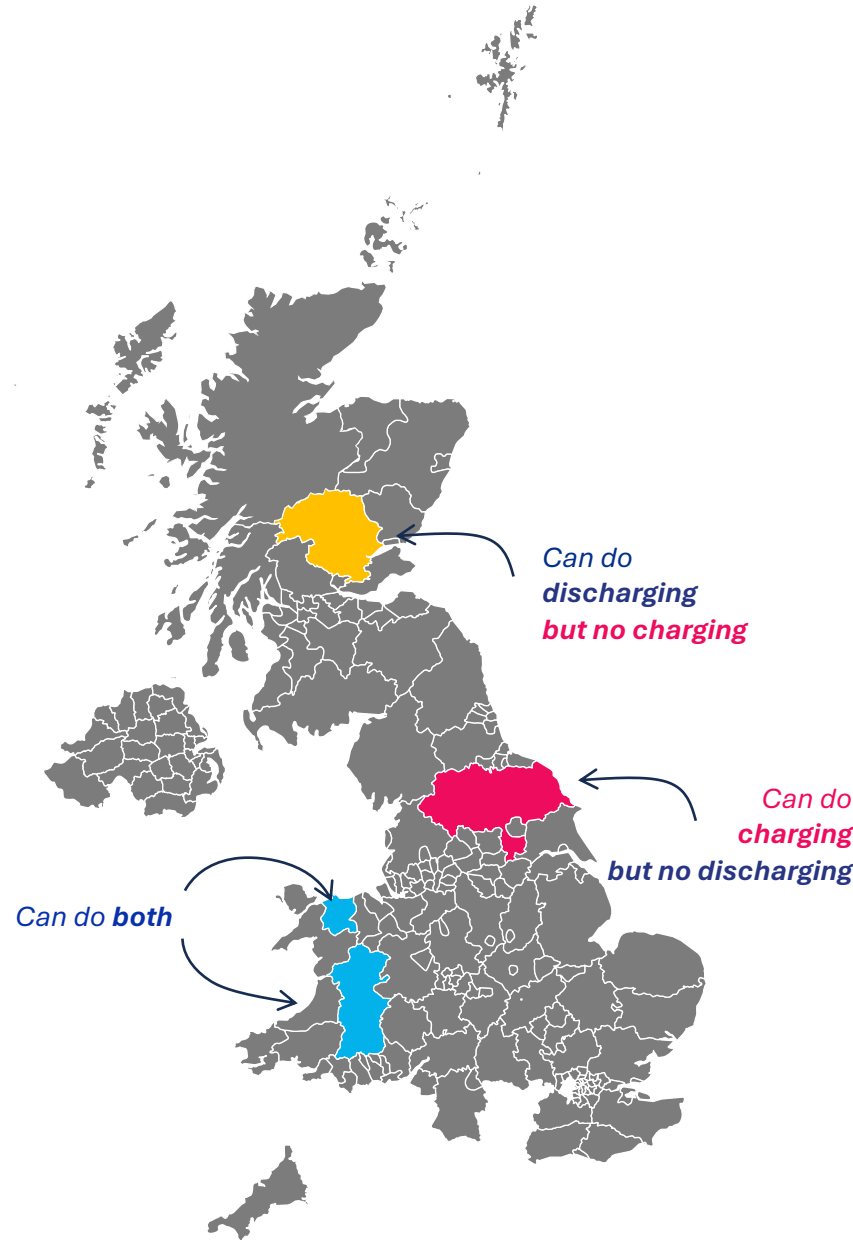 Can do
discharging
but no charging
Can do
charging
but no discharging
Can do both